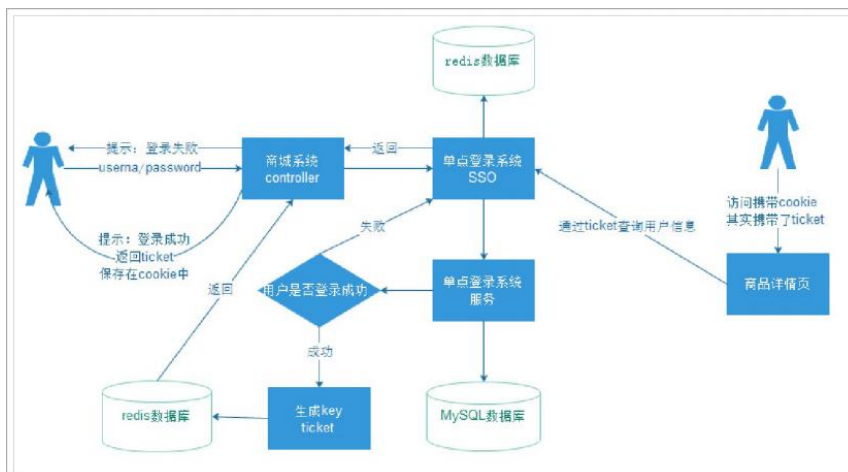 redis数据库
提示：登录失败
userna/password
商城系统
controller
返回
单点登录系统
SSO
访问携带cookie
其实携带了ticket
提示：登录成功
返回ticket
保存在cookie中
失败
通过ticket查询用户信息
返回
用户是否登录成功
单点登录系统
服务
商品详情页
成功
redis数据库
生成key
ticket
MySQL数据库